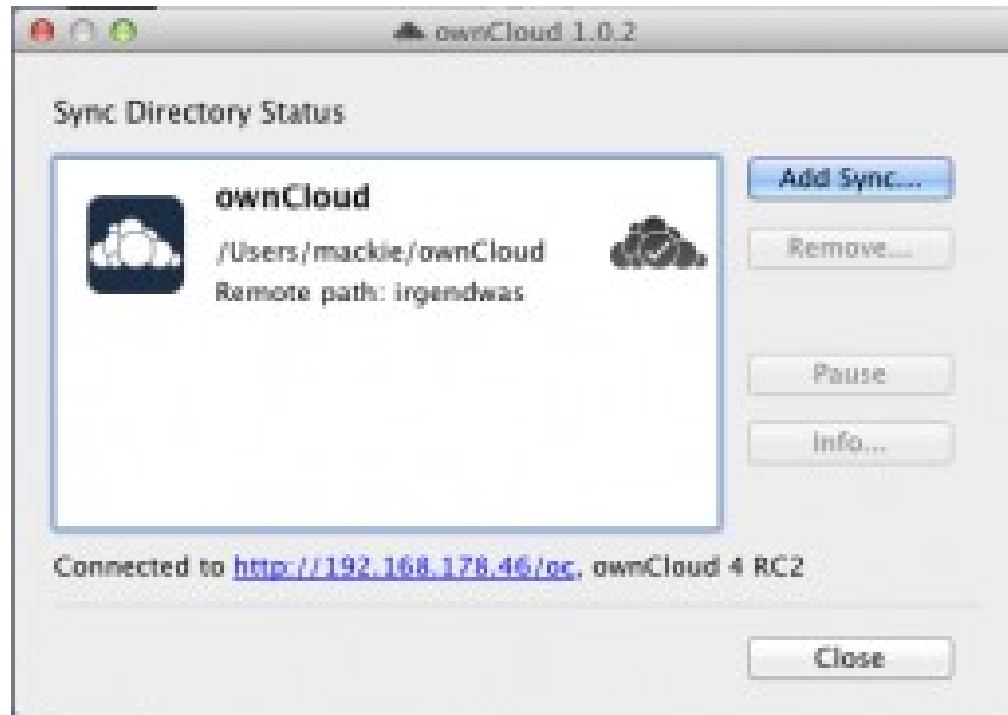 ownCloud 1.0.2
Sync Directory Status
ownCloud
/Users/mackie/ownCloud
Remote path: irgendwas
Add Sync...
Remove...
Pause
Info...
Connected to http://192.168.178.46/oc, ownCloud 4 RC2
Close